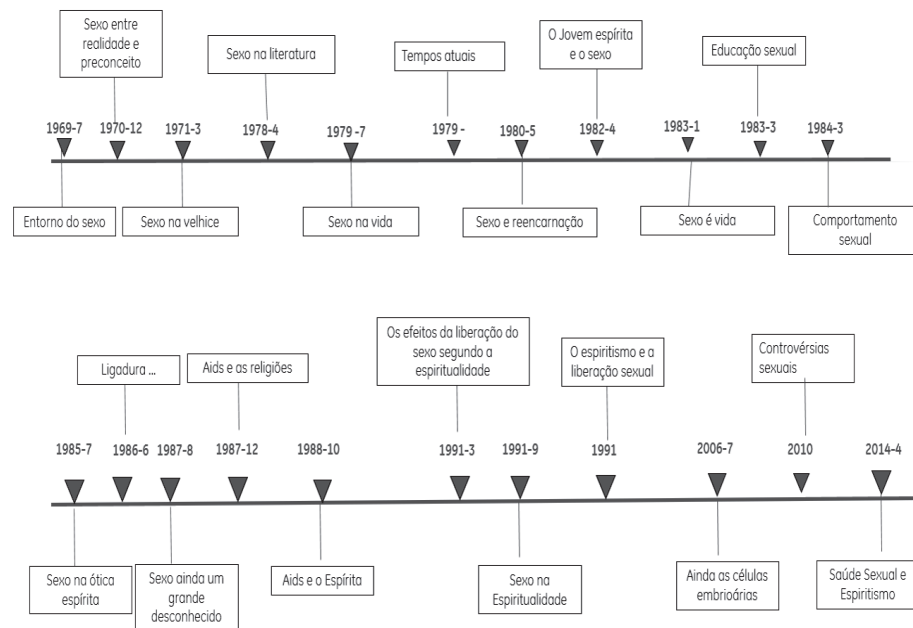 Sexo entre
realidade e
preconceito
Sexo na literatura
Tempos atuais
O Jovem espírita
e o sexo
Educação sexual
1969-7
1970-12
1971-3
1978-4
1979 -7
1979 -
1980-5
1982-4
1983-1
1983-3
1984-3
Entorno do sexo
Sexo na velhice
Sexo na vida
Sexo e reencarnação
Sexo é vida
Comportamento
sexual
Ligadura ...
Aids e as religiões
Os efeitos da liberação do
sexo segundo a
espiritualidade
O espiritismo e a
liberação sexual
Controvérsias
sexuais
1985-7
1986-6
1987-8
1987-12
1988-10
1991-3
1991-9
1991
2006-7
2010
2014-4
Sexo na ótica
espírita
Sexo ainda um
grande
desconhecido
Aids e o Espírita
Sexo na
Espiritualidade
Ainda as células
embrioárias
Saúde Sexual e
Espiritismo